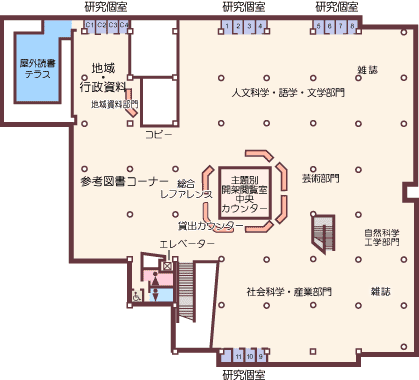 研究個室
研究個室
研究個室
C1 C2 C3 C4
1 2 3 4
5 6 7 8
屋外読書
テラス
地域
・
行政資料
地域資料部門
雑誌
人文科学・語学・文学部門
コピー
参考図書コーナー
総合
レファレンス
主題別
開架閲覧室
中央
カウンター
芸術部門
貸出カウンター
自然科学
工学部門
エレベーター
社会科学・産業部門
雑誌
11 10 9
研究個室